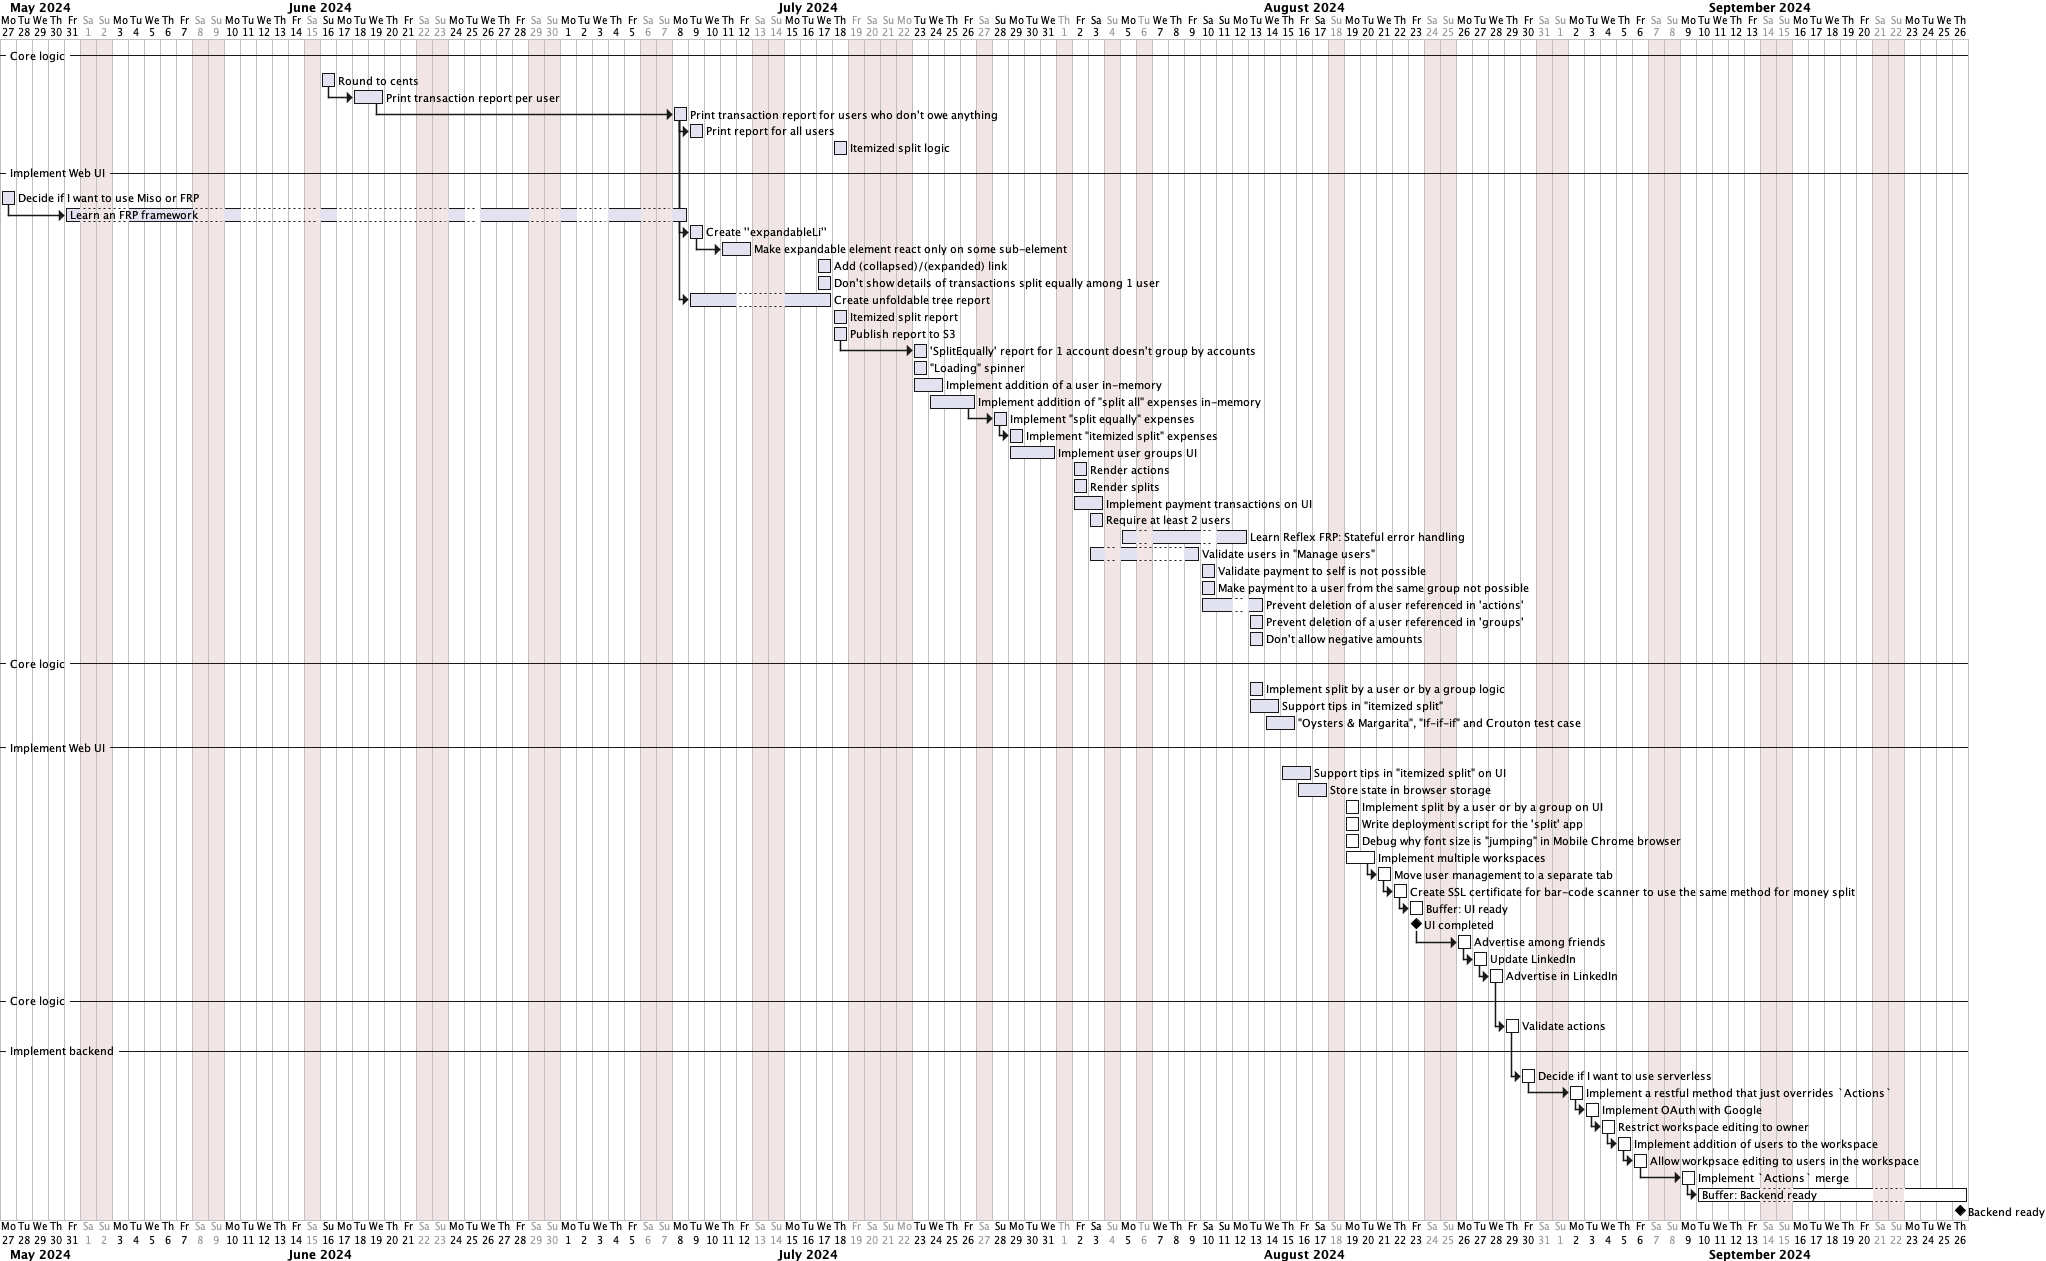 May 2024 June 2024 July 2024 August 2024 September 2024
Mo Tu We Th Fr Sa Su Mo Tu We Th Fr Sa Su Mo Tu We Th Fr Sa Su Mo Tu We Th Fr Sa Su Mo Tu We Th Fr Sa Su Mo Tu We Th Fr Sa Su Mo Tu We Th Fr Sa Su Mo Tu We Th Fr Sa Su Mo Tu We Th Fr Sa Su Mo Tu We Th Fr Sa Su Mo Tu We Th Fr Sa Su Mo Tu We Th Fr Sa Su Mo Tu We Th Fr Sa Su Mo Tu We Th Fr Sa Su Mo Tu We Th Fr Sa Su Mo Tu We Th Fr Sa Su Mo Tu We Th Fr Sa Su Mo Tu We Th
27 28 29 30 31 1 2 3 4 5 6 7 8 9 10 11 12 13 14 15 16 17 18 19 20 21 22 23 24 25 26 27 28 29 30 1 2 3 4 5 6 7 8 9 10 11 12 13 14 15 16 17 18 19 20 21 22 23 24 25 26 27 28 29 30 31 1 2 3 4 5 6 7 8 9 10 11 12 13 14 15 16 17 18 19 20 21 22 23 24 25 26 27 28 29 30 31 1 2 3 4 5 6 7 8 9 10 11 12 13 14 15 16 17 18 19 20 21 22 23 24 25 26
Core logic
Round to cents
Print transaction report per user
Print transaction report for users who don't owe anything
Print report for all users
Itemized split logic
Implement Web UI
Decide if I want to use Miso or FRP
Learn an FRP framework
Create "expandableLi"
Make expandable element react only on some sub-element
Add (collapsed)/(expanded) link
Don't show details of transactions split equally among 1 user
Create unfoldable tree report
Itemized split report
Publish report to S3
'SplitEqually' report for 1 account doesn't group by accounts
"Loading" spinner
Implement addition of a user in-memory
Implement addition of "split all" expenses in-memory
Implement "split equally" expenses
Implement "itemized split" expenses
Implement user groups UI
Render actions
Render splits
Implement payment transactions on UI
Require at least 2 users
Learn Reflex FRP: Stateful error handling
Validate users in "Manage users"
Validate payment to self is not possible
Make payment to a user from the same group not possible
Prevent deletion of a user referenced in 'actions'
Prevent deletion of a user referenced in 'groups'
Don't allow negative amounts
Core logic
Implement split by a user or by a group logic
Support tips in "itemized split"
"Oysters & Margarita", "If-if-if" and Crouton test case
Implement Web UI
Support tips in "itemized split" on UI
Store state in browser storage
Implement split by a user or by a group on UI
Write deployment script for the 'split' app
Debug why font size is "jumping" in Mobile Chrome browser
Implement multiple workspaces
Move user management to a separate tab
Create SSL certificate for bar-code scanner to use the same method for money split
Buffer: UI ready
UI completed
Advertise among friends
Update LinkedIn
Advertise in LinkedIn
Core logic
Validate actions
Implement backend
Decide if I want to use serverless
Implement a restful method that just overrides `Actions`
Implement OAuth with Google
Restrict workspace editing to owner
Implement addition of users to the workspace
Allow workpsace editing to users in the workspace
Implement `Actions` merge
Buffer: Backend ready
Backend ready
Mo Tu We Th Fr Sa Su Mo Tu We Th Fr Sa Su Mo Tu We Th Fr Sa Su Mo Tu We Th Fr Sa Su Mo Tu We Th Fr Sa Su Mo Tu We Th Fr Sa Su Mo Tu We Th Fr Sa Su Mo Tu We Th Fr Sa Su Mo Tu We Th Fr Sa Su Mo Tu We Th Fr Sa Su Mo Tu We Th Fr Sa Su Mo Tu We Th Fr Sa Su Mo Tu We Th Fr Sa Su Mo Tu We Th Fr Sa Su Mo Tu We Th Fr Sa Su Mo Tu We Th Fr Sa Su Mo Tu We Th Fr Sa Su Mo Tu We Th
27 28 29 30 31 1 2 3 4 5 6 7 8 9 10 11 12 13 14 15 16 17 18 19 20 21 22 23 24 25 26 27 28 29 30 1 2 3 4 5 6 7 8 9 10 11 12 13 14 15 16 17 18 19 20 21 22 23 24 25 26 27 28 29 30 31 1 2 3 4 5 6 7 8 9 10 11 12 13 14 15 16 17 18 19 20 21 22 23 24 25 26 27 28 29 30 31 1 2 3 4 5 6 7 8 9 10 11 12 13 14 15 16 17 18 19 20 21 22 23 24 25 26
May 2024 June 2024 July 2024 August 2024 September 2024